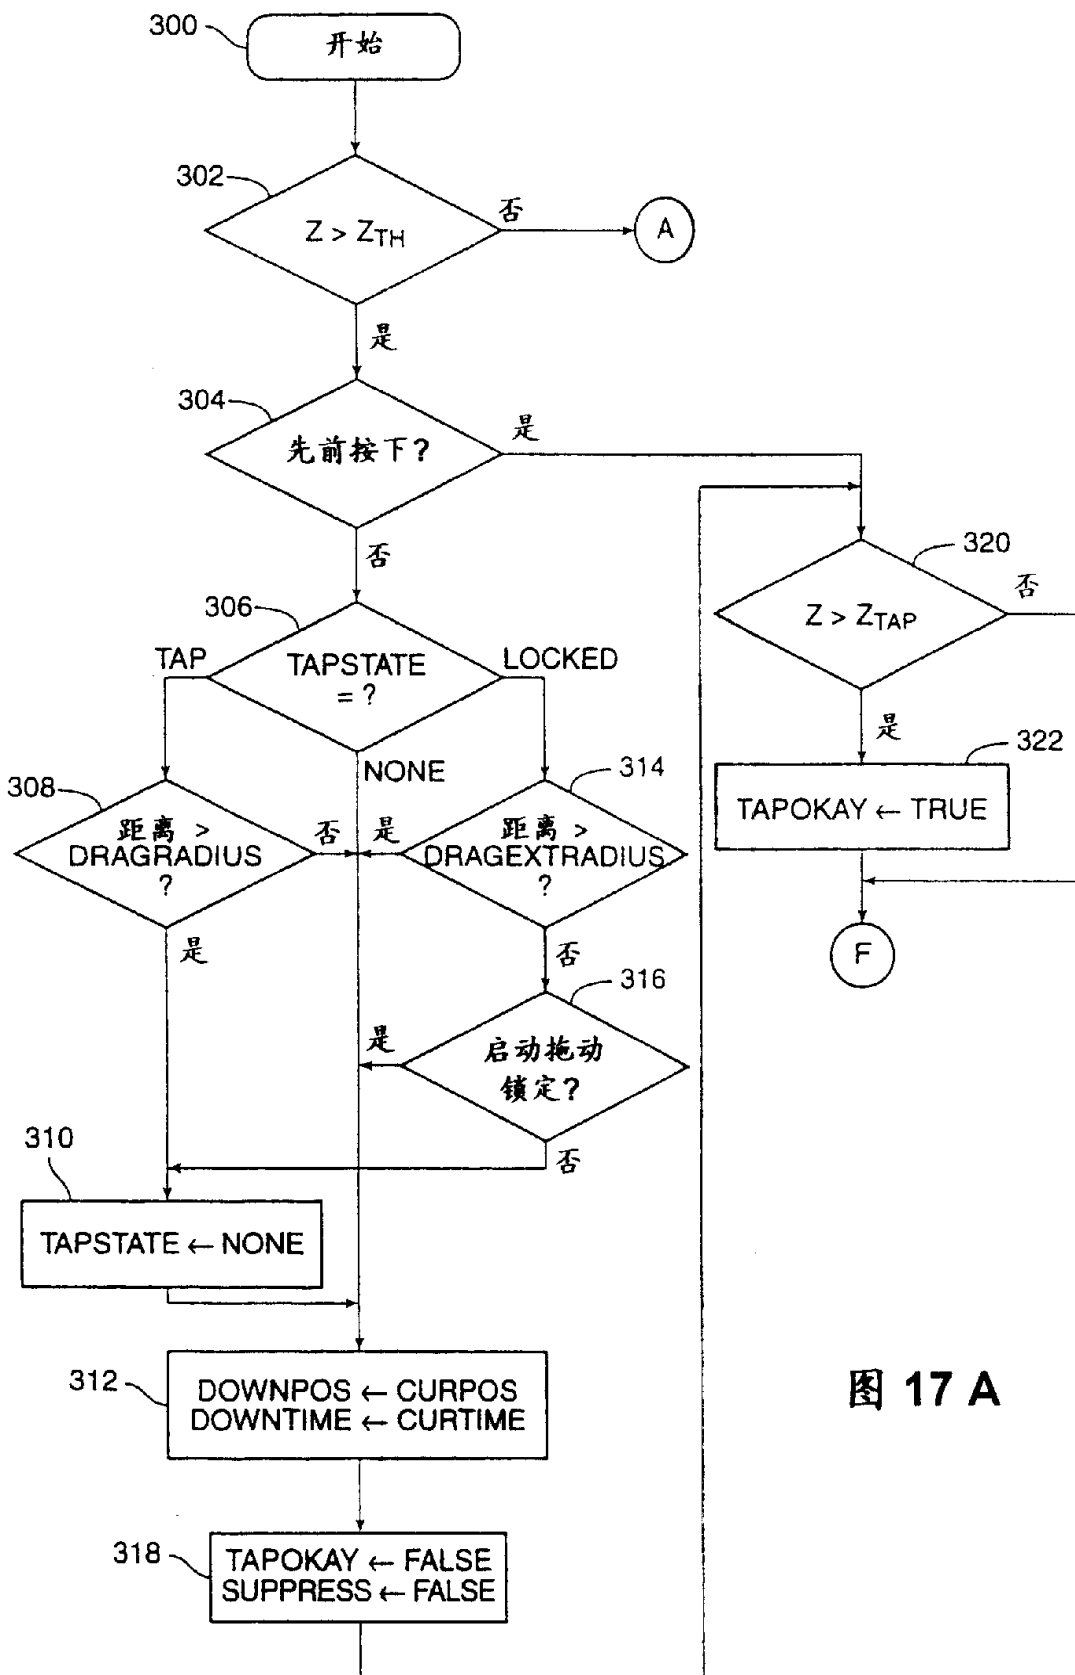 300
开始
302
Z > ZTH
否
A
是
304
先前按下?
是
否
306
TAP
TAPSTATE
= ?
LOCKED
NONE
320
Z > ZTAP
否
是
322
TAPOKAY ← TRUE
F
308
距离 >
DRAGRADIUS
?
否
是
314
是
距离 >
DRAGEXTRADIUS
?
否
316
是
启动拖动
锁定?
否
310
TAPSTATE ← NONE
312
DOWNPOS ← CURPOS
DOWNTIME ← CURTIME
318
TAPOKAY ← FALSE
SUPPRESS ← FALSE
图 17 A